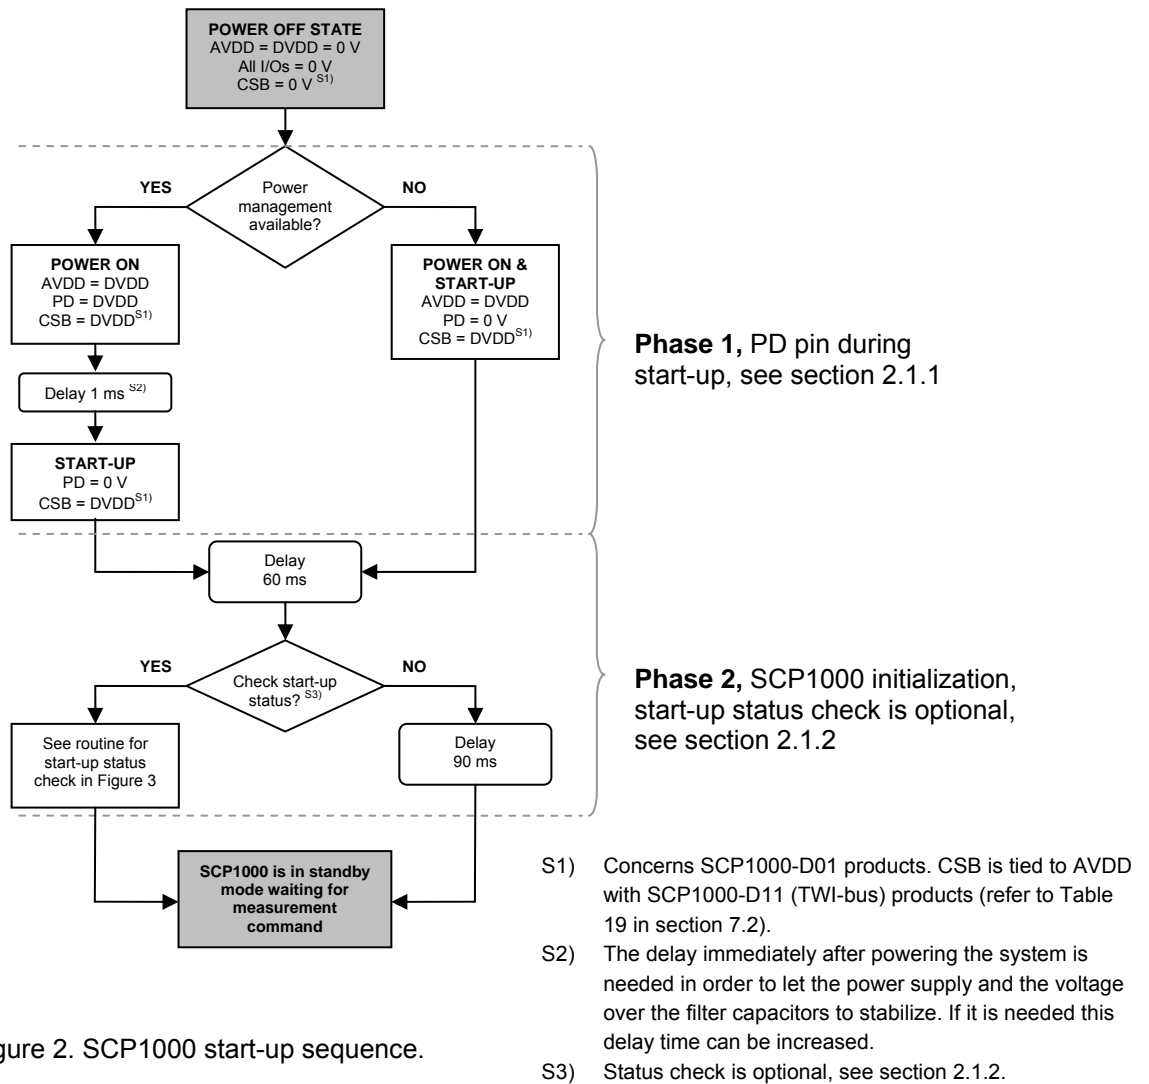 POWER OFF STATE
AVDD = DVDD = 0 V
All I/Os = 0 V
CSB = 0 V S1)
YES
Power
management
available?
NO
POWER ON
AVDD = DVDD
PD = DVDD
CSB = DVDD S1)
POWER ON &
START-UP
AVDD = DVDD
PD = 0 V
CSB = DVDD S1)
Delay 1 ms S2)
START-UP
PD = 0 V
CSB = DVDD S1)
Phase 1, PD pin during
start-up, see section 2.1.1
Delay
60 ms
YES
Check start-up
status? S3)
NO
See routine for
start-up status
check in Figure 3
Delay
90 ms
Phase 2, SCP1000 initialization,
start-up status check is optional,
see section 2.1.2
SCP1000 is in standby
mode waiting for
measurement
command
S1) Concerns SCP1000-D01 products. CSB is tied to AVDD
with SCP1000-D11 (TWI-bus) products (refer to Table
19 in section 7.2).
S2) The delay immediately after powering the system is
needed in order to let the power supply and the voltage
over the filter capacitors to stabilize. If it is needed this
delay time can be increased.
S3) Status check is optional, see section 2.1.2.
gure 2. SCP1000 start-up sequence.